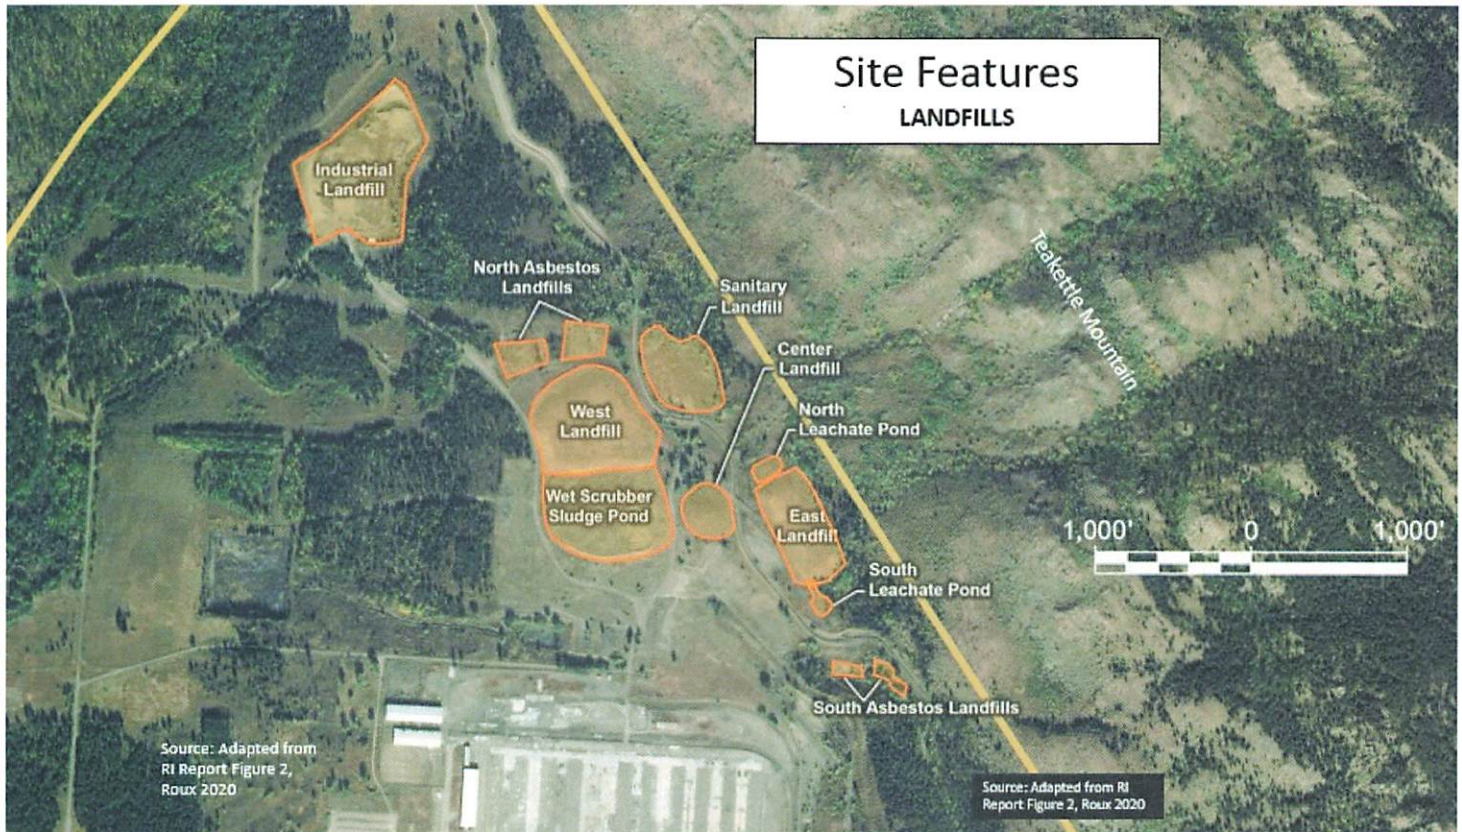 Site Features
LANDFILLS
Industrial
Landfill
North Asbestos
Landfills
Sanitary
Landfill
Teakettle Mountain
Center
Landfill
West
Landfill
North
Leachate Pond
Wet Scrubber
Sludge Pond
East
Landfill
1,000' 0 1,000'
South
Leachate Pond
South Asbestos Landfills
Source: Adapted from
RI Report Figure 2,
Roux 2020
Source: Adapted from RI
Report Figure 2, Roux 2020